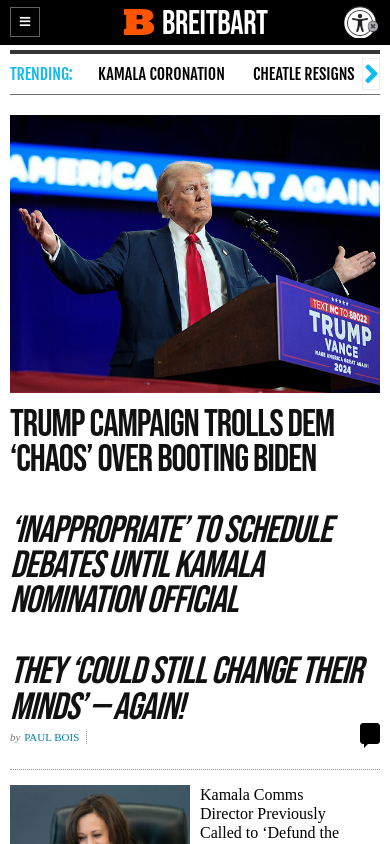 BREITBART
TRENDING: KAMALA CORONATION CHEATLE RESIGNS
AMERICA GREAT AGAIN
TEXT NC TO 88022
TRUMP
VANCE
MAKE AMERICA GREAT AGAIN!
2024
TRUMP CAMPAIGN TROLLS DEM
‘CHAOS’ OVER BOOTING BIDEN
‘INAPPROPRIATE’ TO SCHEDULE
DEBATES UNTIL KAMALA
NOMINATION OFFICIAL
THEY ‘COULD STILL CHANGE THEIR
MINDS’ — AGAIN!
by PAUL BOIS
Kamala Comms
Director Previously
Called to ‘Defund the